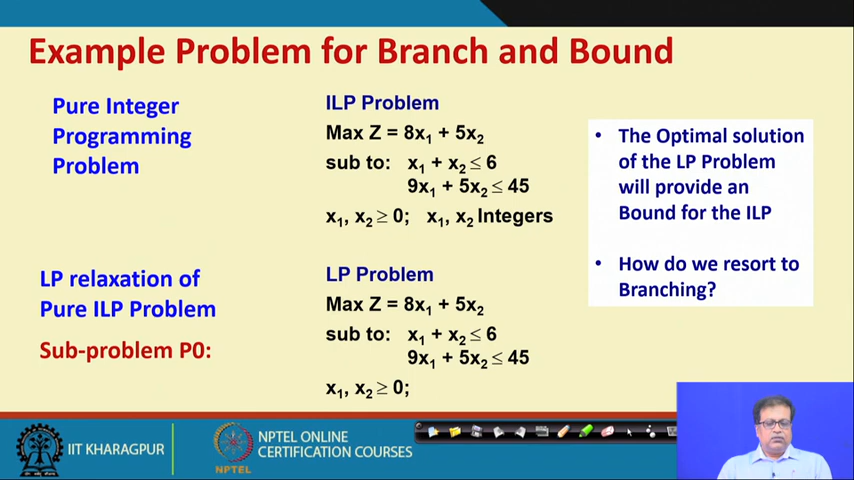 Example Problem for Branch and Bound
Pure Integer
Programming
Problem
ILP Problem
Max Z = 8x₁ + 5x₂
sub to: x₁ + x₂ ≤ 6
9x₁ + 5x₂ ≤ 45
x₁, x₂ ≥ 0; x₁, x₂ Integers
• The Optimal solution
of the LP Problem
will provide an
Bound for the ILP
• How do we resort to
Branching?
LP relaxation of
Pure ILP Problem
Sub-problem P0:
LP Problem
Max Z = 8x₁ + 5x₂
sub to: x₁ + x₂ ≤ 6
9x₁ + 5x₂ ≤ 45
x₁, x₂ ≥ 0;
IIT KHARAGPUR
NPTEL
NPTEL ONLINE
CERTIFICATION COURSES